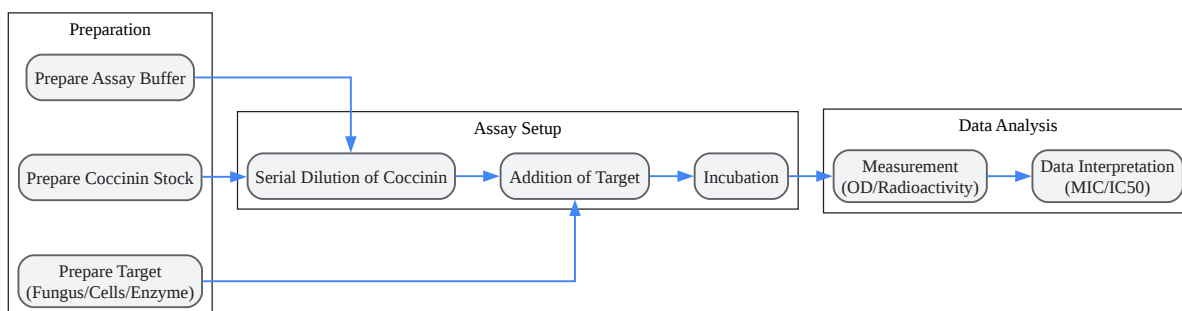 Preparation
Prepare Assay Buffer
Prepare Coccinin Stock
Prepare Target
(Fungus/Cells/Enzyme)
Assay Setup
Serial Dilution of Coccinin
Addition of Target
Incubation
Data Analysis
Measurement
(OD/Radioactivity)
Data Interpretation
(MIC/IC50)